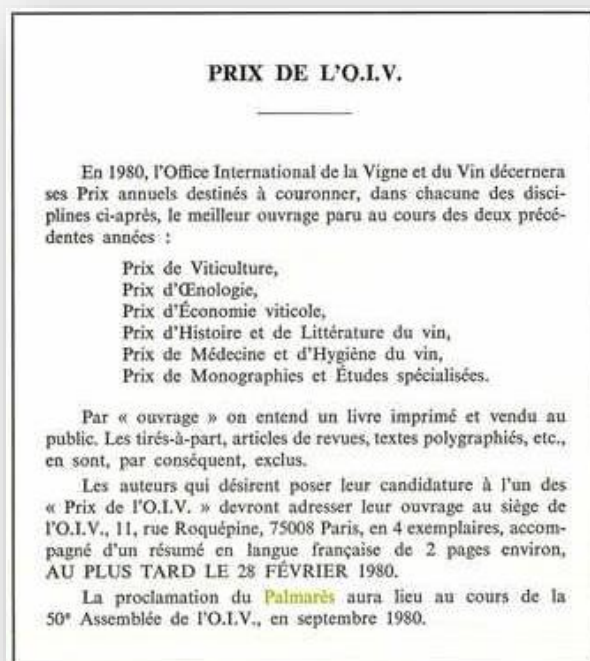 PRIX DE L'O.I.V.
En 1980, l'Office International de la Vigne et du Vin décernera
ses Prix annuels destinés à couronner, dans chacune des disci-
plines ci-après, le meilleur ouvrage paru au cours des deux précé-
dentes années :
Prix de Viticulture,
Prix d'Œnologie,
Prix d'Économie viticole,
Prix d'Histoire et de Littérature du vin,
Prix de Médecine et d'Hygiène du vin,
Prix de Monographies et Études spécialisées.
Par « ouvrage » on entend un livre imprimé et vendu au
public. Les tirés-à-part, articles de revues, textes polygraphiés, etc.,
en sont, par conséquent, exclus.
Les auteurs qui désirent poser leur candidature à l'un des
« Prix de l'O.I.V. » devront adresser leur ouvrage au siège de
l'O.I.V., 11, rue Roquépine, 75008 Paris, en 4 exemplaires, accom-
pagné d'un résumé en langue française de 2 pages environ,
AU PLUS TARD LE 28 FÉVRIER 1980.
La proclamation du Palmarès aura lieu au cours de la
50e Assemblée de l'O.I.V., en septembre 1980.